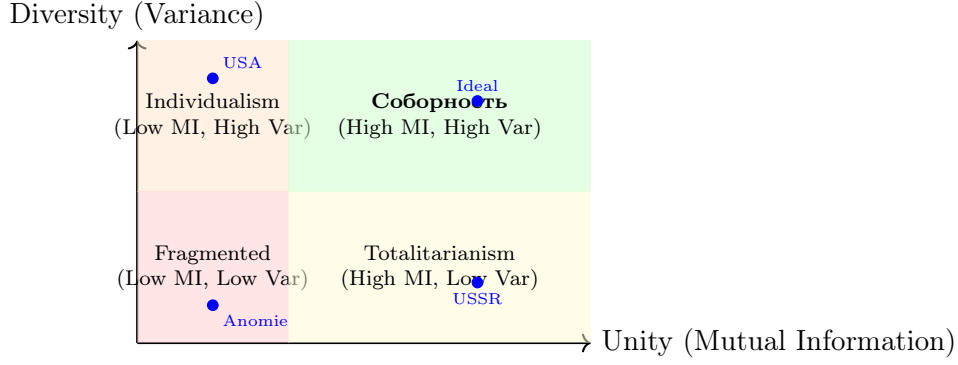 Diversity (Variance)
USA
Individualism
(Low MI, High Var)
Ideal
Соборность
(High MI, High Var)
Fragmented
(Low MI, Low Var)
Anomie
Totalitarianism
(High MI, Low Var)
USSR
Unity (Mutual Information)